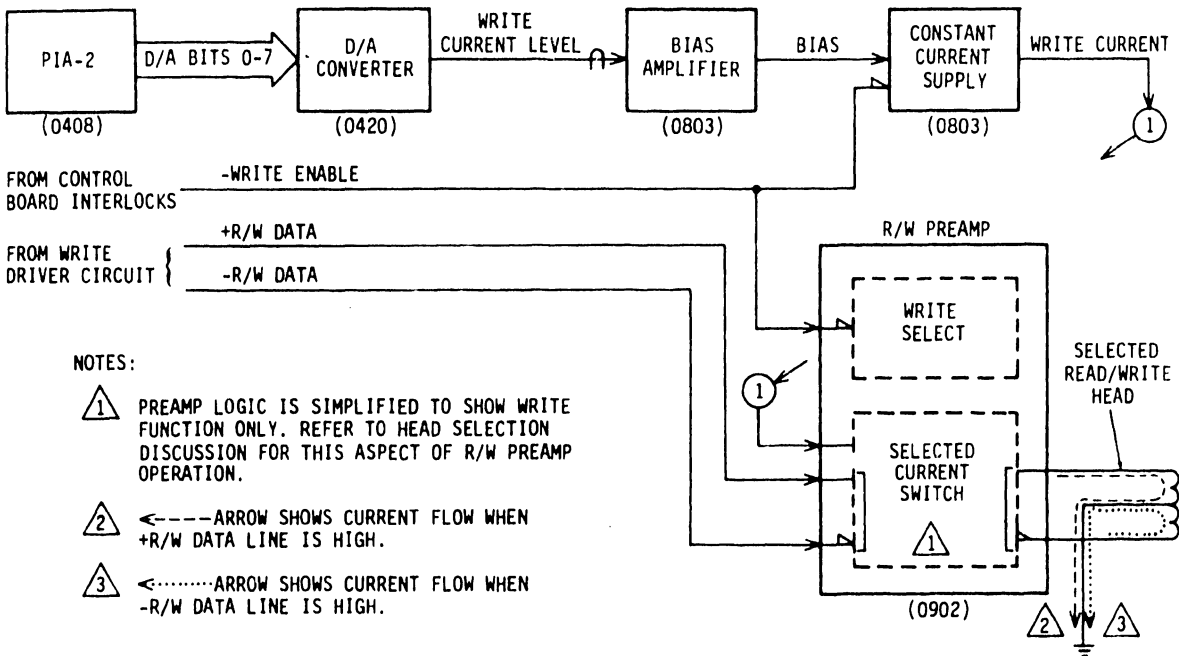 PIA-2
(0408)
D/A BITS 0-7
D/A
CONVERTER
(0420)
WRITE
CURRENT LEVEL
BIAS
AMPLIFIER
(0803)
BIAS
CONSTANT
CURRENT
SUPPLY
(0803)
WRITE CURRENT
1
FROM CONTROL
BOARD INTERLOCKS
-WRITE ENABLE
FROM WRITE
DRIVER CIRCUIT {
+R/W DATA
-R/W DATA
R/W PREAMP
WRITE
SELECT
1
SELECTED
CURRENT
SWITCH
1
(0902)
SELECTED
READ/WRITE
HEAD
2
3
NOTES:
1 PREAMP LOGIC IS SIMPLIFIED TO SHOW WRITE
FUNCTION ONLY. REFER TO HEAD SELECTION
DISCUSSION FOR THIS ASPECT OF R/W PREAMP
OPERATION.
2 <-----ARROW SHOWS CURRENT FLOW WHEN
+R/W DATA LINE IS HIGH.
3 <········ARROW SHOWS CURRENT FLOW WHEN
-R/W DATA LINE IS HIGH.